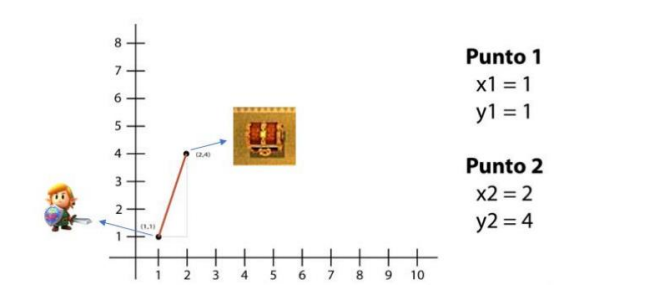 8
7
6
5
4
3
2
1
(2,4)
(1,1)
1 2 3 4 5 6 7 8 9 10
Punto 1
x1 = 1
y1 = 1
Punto 2
x2 = 2
y2 = 4